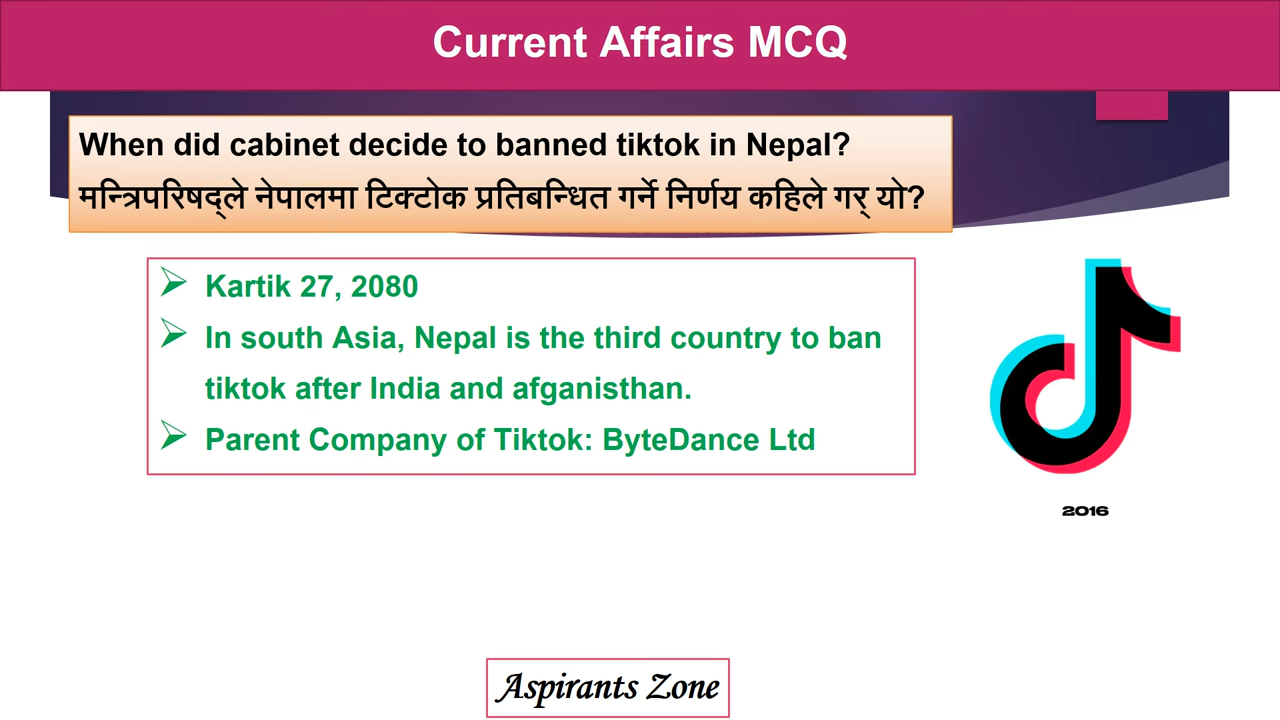 Current Affairs MCQ
When did cabinet decide to banned tiktok in Nepal?
मन्त्रिपरिषद्ले नेपालमा टिक्टोक प्रतिबन्धित गर्ने निर्णय कहिले गर् यो?
Kartik 27, 2080
In south Asia, Nepal is the third country to ban
tiktok after India and afganisthan.
Parent Company of Tiktok: ByteDance Ltd
2016
Aspirants Zone